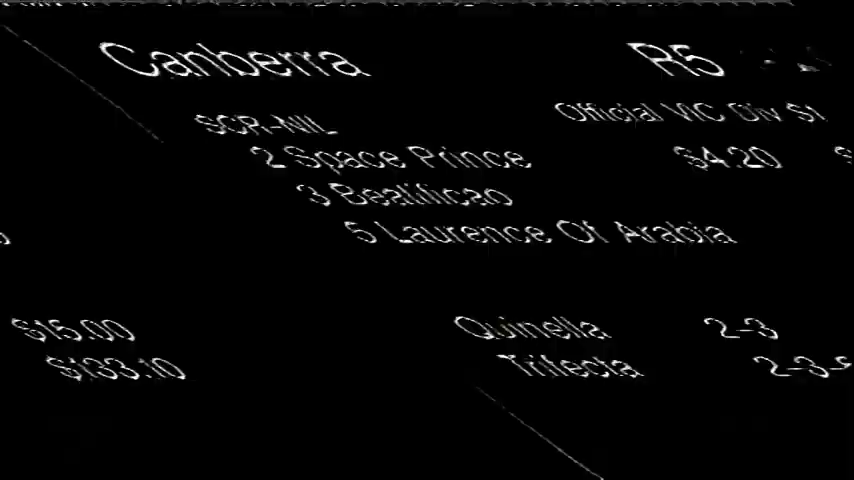 Canberra R5
SCR-NIL Official VIC Div $1
2 Space Prince $4.20
3 Beatificao
5 Laurence Of Arabia
$15.00 Quinella 2-3
$133.10 Trifecta 2-3-